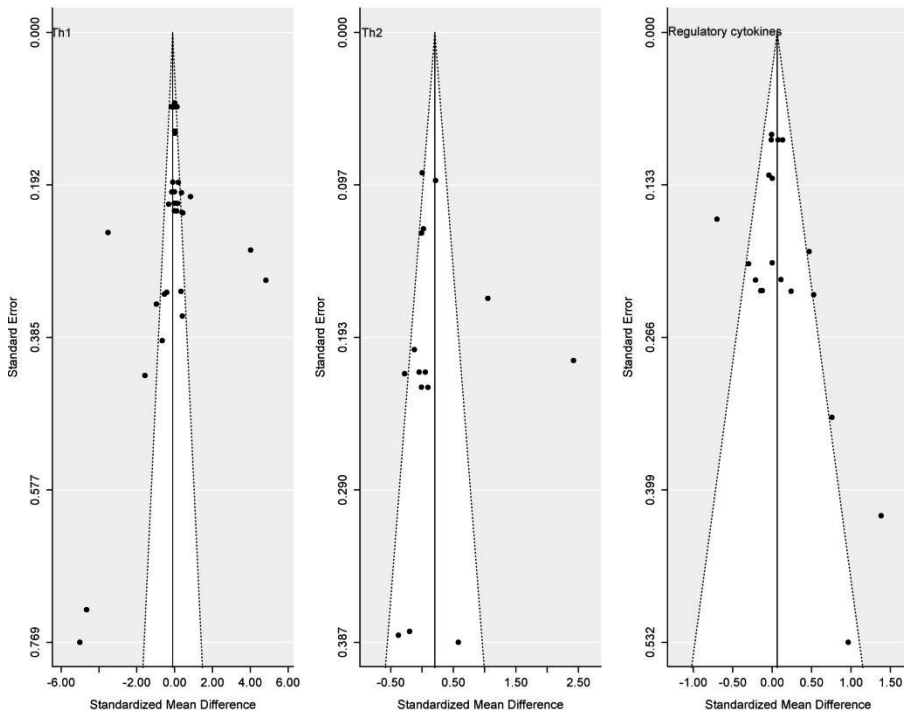 Th1
0.000
0.192
0.385
0.577
0.769
Standard Error
-6.00 -4.00 -2.00 0.00 2.00 4.00 6.00
Standardized Mean Difference
Th2
0.000
0.097
0.193
0.290
0.387
Standard Error
-0.50 0.50 1.50 2.50
Standardized Mean Difference
Regulatory cytokines
0.000
0.133
0.266
0.399
0.532
Standard Error
-1.00 -0.50 0.00 0.50 1.00 1.50
Standardized Mean Difference